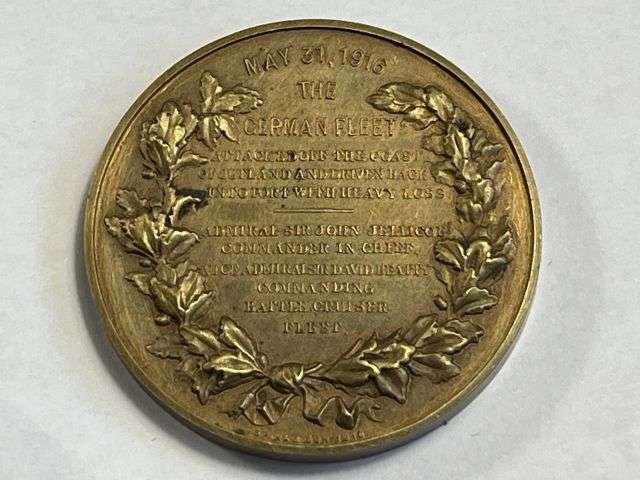 MAY 31, 1916
THE
GERMAN FLEET
ATTACKED OFF THE COAST
OF JUTLAND AND DRIVEN BACK
INTO PORT WITH HEAVY LOSS
ADMIRAL SIR JOHN JELLICOE
COMMANDER IN CHIEF,
VICE ADMIRAL SIR DAVID BEATTY
COMMANDING
BATTLE CRUISER
FLEET.